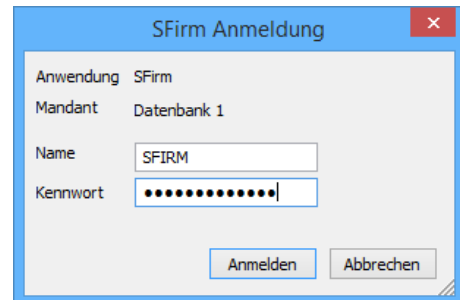 SFirm Anmeldung
Anwendung SFirm
Mandant Datenbank 1
Name SFIRM
Kennwort •••••••••••••
Anmelden Abbrechen